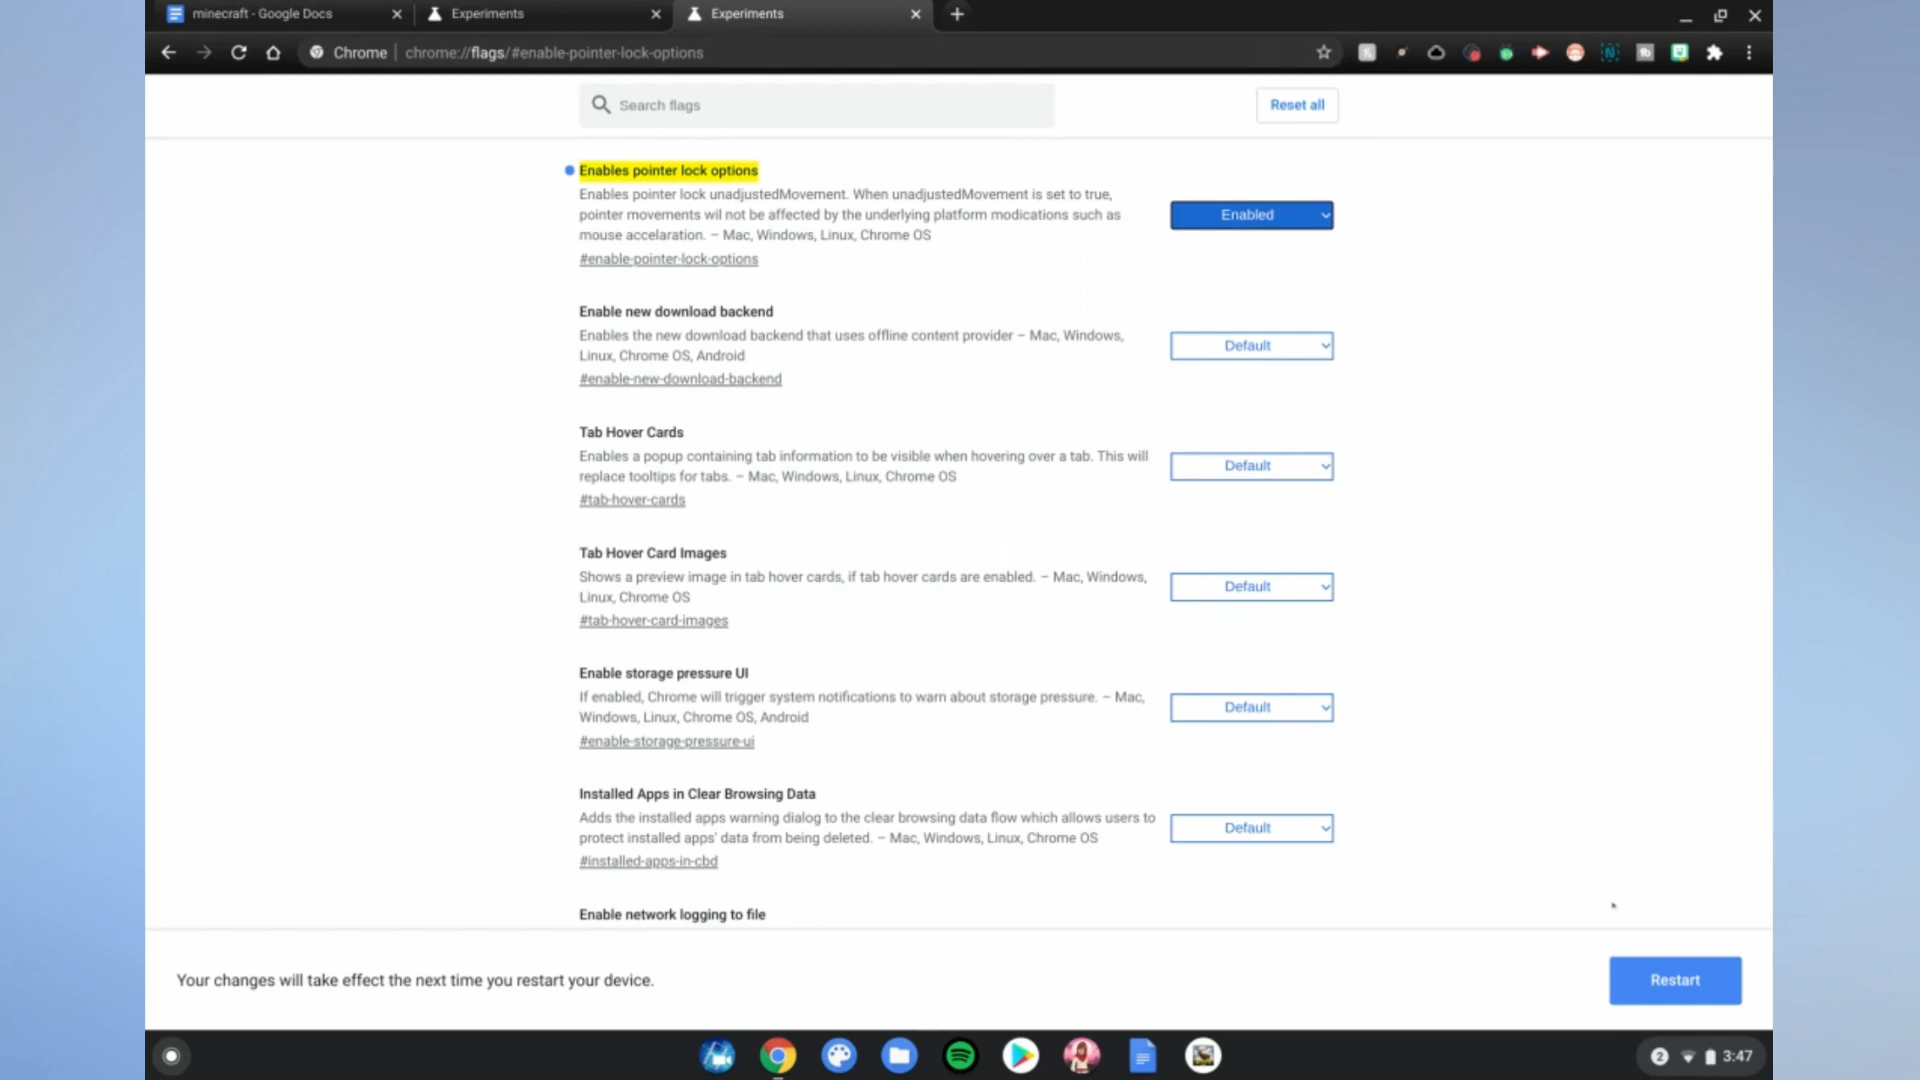 minecraft - Google Docs
Experiments
Experiments
Chrome | chrome://flags/#enable-pointer-lock-options
Search flags
Reset all
Enables pointer lock options
Enables pointer lock unadjustedMovement. When unadjustedMovement is set to true,
pointer movements wil not be affected by the underlying platform modications such as
mouse accelaration. – Mac, Windows, Linux, Chrome OS
#enable-pointer-lock-options
Enabled
Enable new download backend
Enables the new download backend that uses offline content provider – Mac, Windows,
Linux, Chrome OS, Android
#enable-new-download-backend
Default
Tab Hover Cards
Enables a popup containing tab information to be visible when hovering over a tab. This will
replace tooltips for tabs. – Mac, Windows, Linux, Chrome OS
#tab-hover-cards
Default
Tab Hover Card Images
Shows a preview image in tab hover cards, if tab hover cards are enabled. – Mac, Windows,
Linux, Chrome OS
#tab-hover-card-images
Default
Enable storage pressure UI
If enabled, Chrome will trigger system notifications to warn about storage pressure. – Mac,
Windows, Linux, Chrome OS, Android
#enable-storage-pressure-ui
Default
Installed Apps in Clear Browsing Data
Adds the installed apps warning dialog to the clear browsing data flow which allows users to
protect installed apps' data from being deleted. – Mac, Windows, Linux, Chrome OS
#installed-apps-in-cbd
Default
Enable network logging to file
Your changes will take effect the next time you restart your device.
Restart
2
3:47